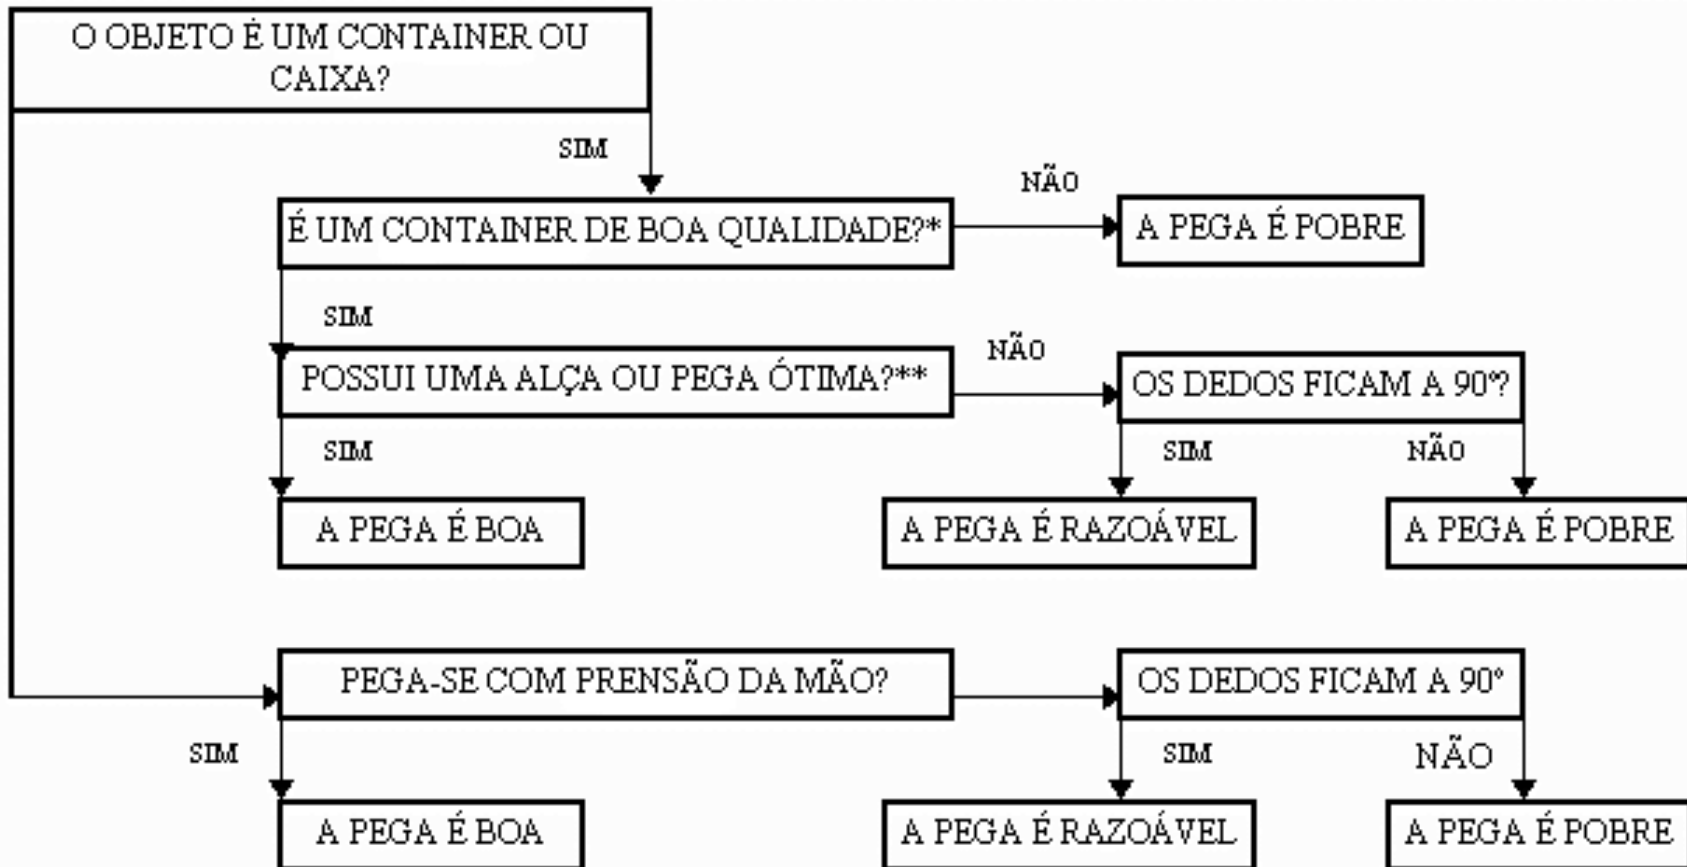 O OBJETO É UM CONTAINER OU
CAIXA?
SIM
NÃO
É UM CONTAINER DE BOA QUALIDADE?*
A PEGA É POBRE
SIM
NÃO
POSSUI UMA ALÇA OU PEGA ÓTIMA?**
OS DEDOS FICAM A 90º?
SIM
SIM
NÃO
A PEGA É BOA
A PEGA É RAZOÁVEL
A PEGA É POBRE
PEGA-SE COM PRENSÃO DA MÃO?
OS DEDOS FICAM A 90º
SIM
SIM
NÃO
A PEGA É BOA
A PEGA É RAZOÁVEL
A PEGA É POBRE